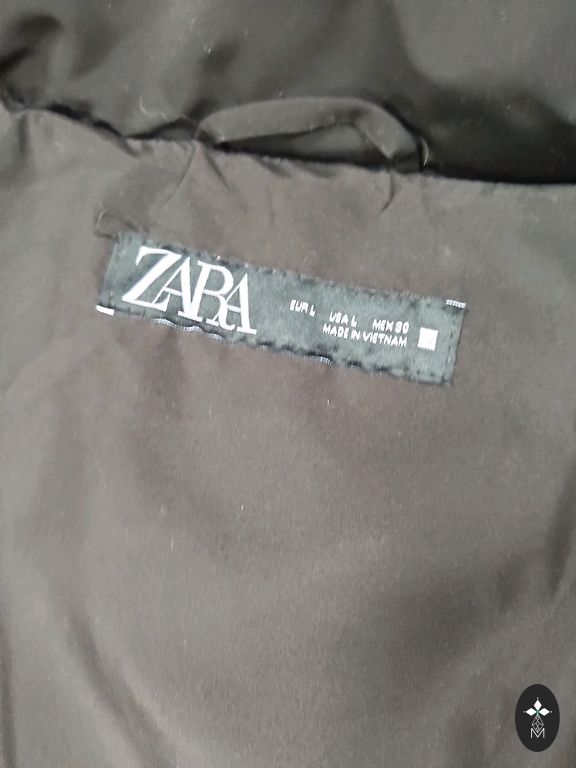 ZARA
EUR L USA L MEX 30
MADE IN VIETNAM
M